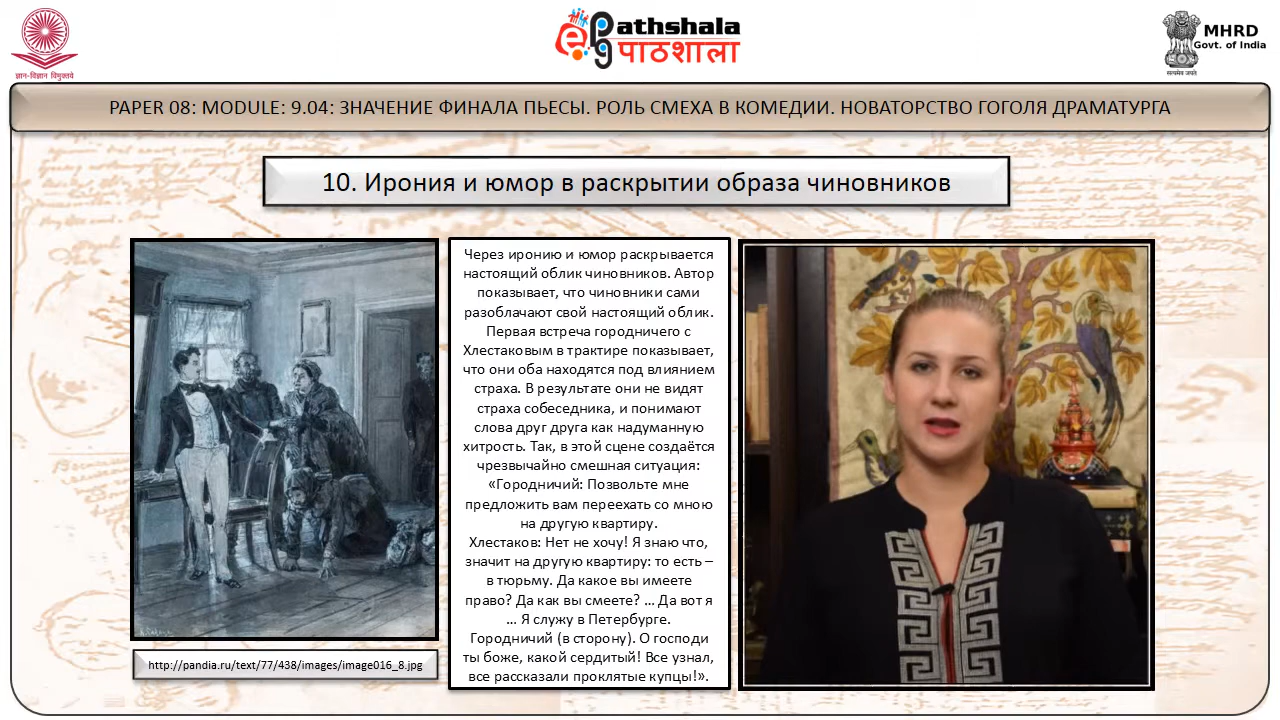 ज्ञान-विज्ञान विमुक्तये
e
Pathshala
pg
पाठशाला
MHRD
Govt. of India
सत्यमेव जयते
PAPER 08: MODULE: 9.04: ЗНАЧЕНИЕ ФИНАЛА ПЬЕСЫ. РОЛЬ СМЕХА В КОМЕДИИ. НОВАТОРСТВО ГОГОЛЯ ДРАМАТУРГА
10. Ирония и юмор в раскрытии образа чиновников
Через иронию и юмор раскрывается
настоящий облик чиновников. Автор
показывает, что чиновники сами
разоблачают свой настоящий облик.
Первая встреча городничего с
Хлестаковым в трактире показывает,
что они оба находятся под влиянием
страха. В результате они не видят
страха собеседника, и понимают
слова друг друга как надуманную
хитрость. Так, в этой сцене создаётся
чрезвычайно смешная ситуация:
«Городничий: Позвольте мне
предложить вам переехать со мною
на другую квартиру.
Хлестаков: Нет не хочу! Я знаю что,
значит на другую квартиру: то есть –
в тюрьму. Да какое вы имеете
право? Да как вы смеете? … Да вот я
… Я служу в Петербурге.
Городничий (в сторону). О господи
ты боже, какой сердитый! Все узнал,
все рассказали проклятые купцы!».
http://pandia.ru/text/77/438/images/image016_8.jpg